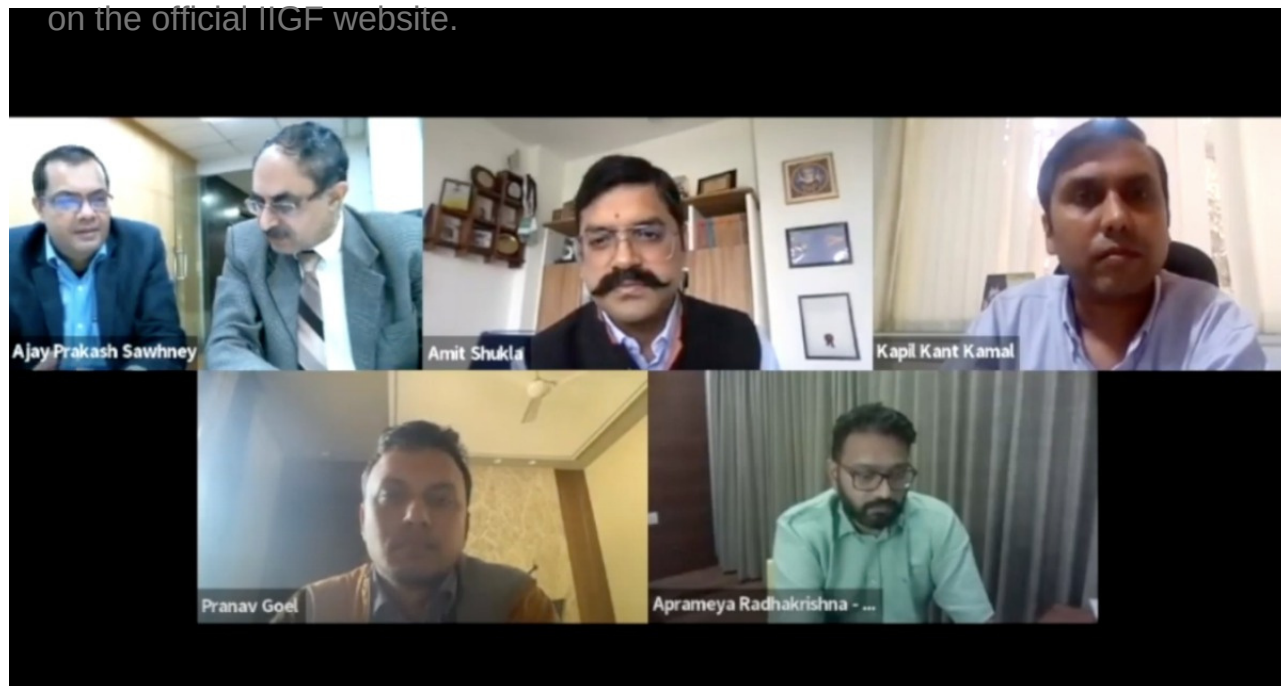 on the official IIGF website.
Ajay Prakash Sawhney
Amit Shukla
Kapil Kant Kamal
Pranav Goel
Aprameya Radhakrishna - ...